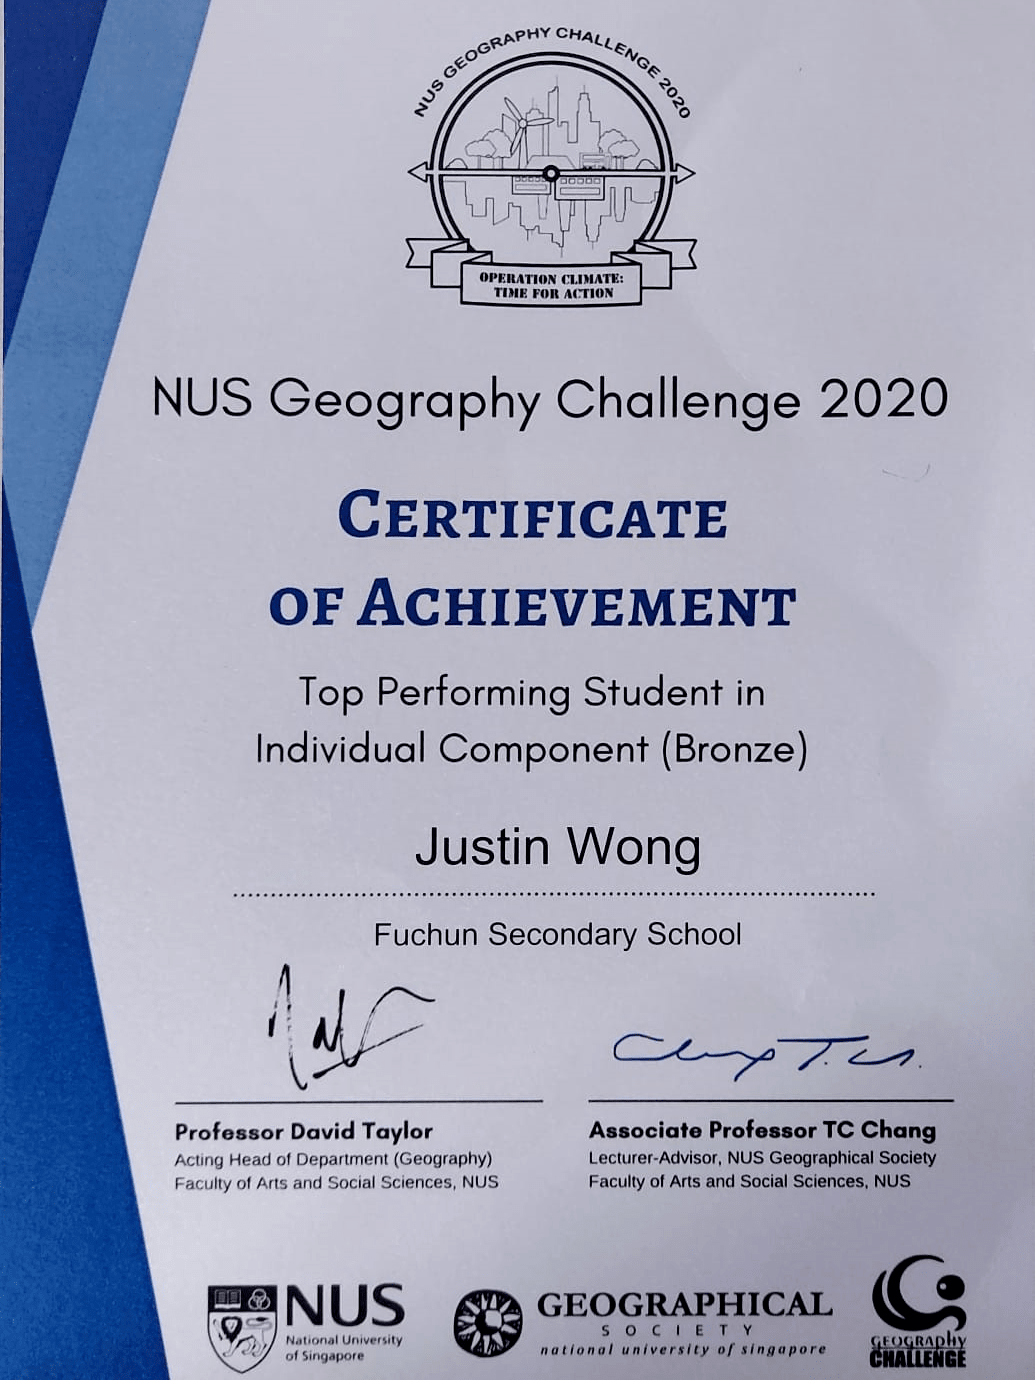 NUS GEOGRAPHY CHALLENGE 2020
OPERATION CLIMATE:
TIME FOR ACTION
NUS Geography Challenge 2020
CERTIFICATE
OF ACHIEVEMENT
Top Performing Student in
Individual Component (Bronze)
Justin Wong
Fuchun Secondary School
Professor David Taylor
Acting Head of Department (Geography)
Faculty of Arts and Social Sciences, NUS
Associate Professor TC Chang
Lecturer-Advisor, NUS Geographical Society
Faculty of Arts and Social Sciences, NUS
NUS
National University
of Singapore
GEOGRAPHICAL
SOCIETY
national university of singapore
GEOGRAPhy
CHALLENGE